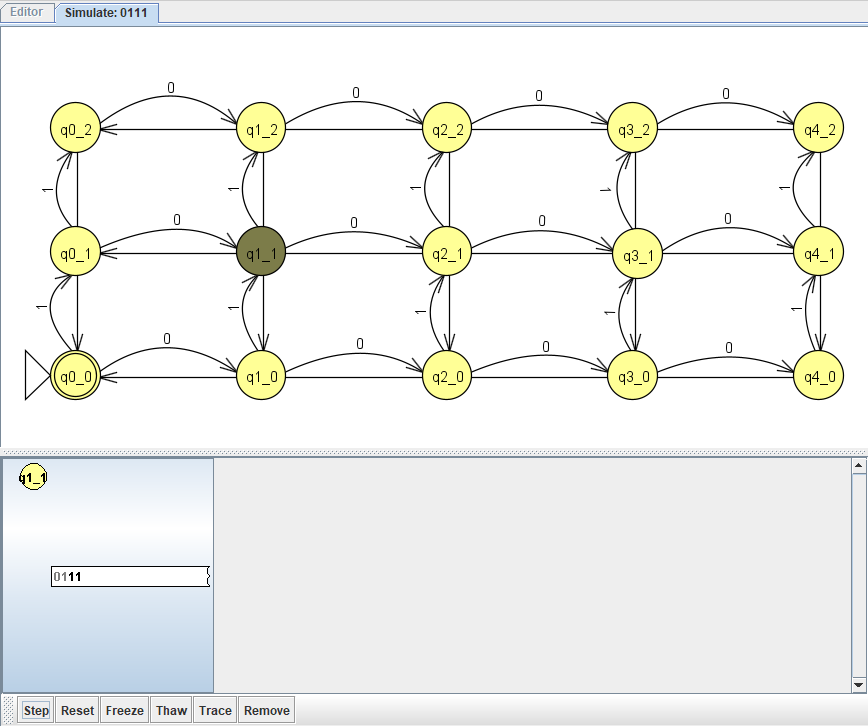 Editor Simulate: 0111
0 0 0 0
q0_2 q1_2 q2_2 q3_2 q4_2
1 1 1 1 1
0 0 0 0
q0_1 q1_1 q2_1 q3_1 q4_1
1 1 1 1 1
0 0 0 0
q0_0 q1_0 q2_0 q3_0 q4_0
q1_1
0111
Step Reset Freeze Thaw Trace Remove